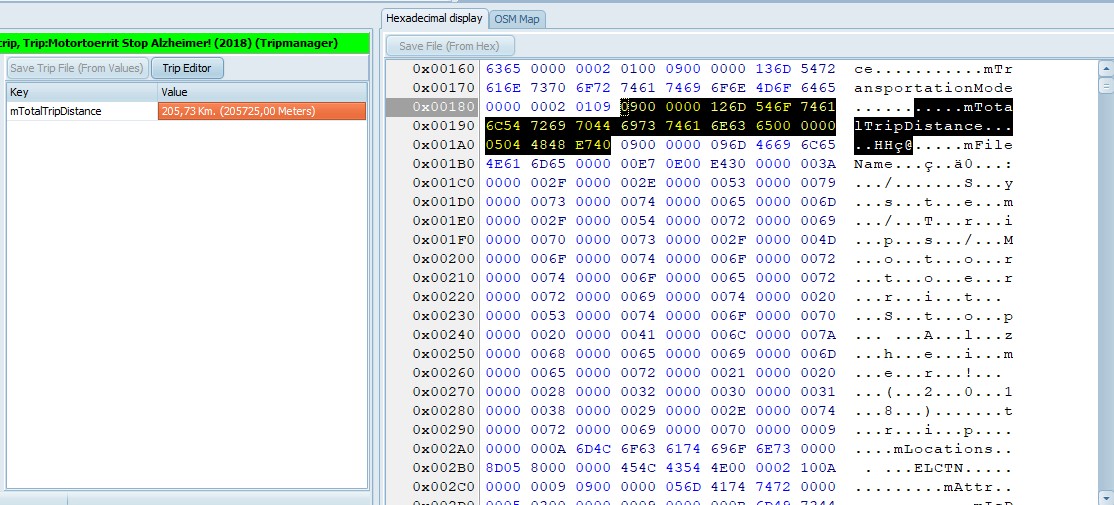 crip, Trip:Motortoerrit Stop Alzheimer! (2018) (Tripmanager)
Save Trip File (From Values) Trip Editor
Key Value
mTotalTripDistance 205,73 Km. (205725,00 Meters)
Hexadecimal display OSM Map
Save File (From Hex)
0x00160 6365 0000 0002 0100 0900 0000 136D 5472 ce...........mTr
0x00170 616E 7370 6F72 7461 7469 6F6E 4D6F 6465 ansportationMode
0x00180 0000 0002 0109 0900 0000 126D 546F 7461 ............mTota
0x00190 6C54 7269 7044 6973 7461 6E63 6500 0000 lTripDistance...
0x001A0 0504 4848 E740 0900 0000 096D 4669 6C65 ..HHç@.....mFile
0x001B0 4E61 6D65 0000 00E7 0E00 E430 0000 003A Name...ç..ä0...:
0x001C0 0000 002F 0000 002E 0000 0053 0000 0079 .../.......S...y
0x001D0 0000 0073 0000 0074 0000 0065 0000 006D ...s...t...e...m
0x001E0 0000 002F 0000 0054 0000 0072 0000 0069 .../...T...r...i
0x001F0 0000 0070 0000 0073 0000 002F 0000 004D ...p...s.../...M
0x00200 0000 006F 0000 0074 0000 006F 0000 0072 ...o...t...o...r
0x00210 0000 0074 0000 006F 0000 0065 0000 0072 ...t...o...e...r
0x00220 0000 0072 0000 0069 0000 0074 0000 0020 ...r...i...t...
0x00230 0000 0053 0000 0074 0000 006F 0000 0070 ...S...t...o...p
0x00240 0000 0020 0000 0041 0000 006C 0000 007A ... ...A...l...z
0x00250 0000 0068 0000 0065 0000 0069 0000 006D ...h...e...i...m
0x00260 0000 0065 0000 0072 0000 0021 0000 0020 ...e...r...!...
0x00270 0000 0028 0000 0032 0000 0030 0000 0031 ...(...2...0...1
0x00280 0000 0038 0000 0029 0000 002E 0000 0074 ...8...).......t
0x00290 0000 0072 0000 0069 0000 0070 0000 0009 ...r...i...p....
0x002A0 0000 000A 6D4C 6F63 6174 696F 6E73 0000 ....mLocations..
0x002B0 8D05 8000 0000 454C 4354 4E00 0002 100A . ....ELCTN.....
0x002C0 0000 0009 0900 0000 056D 4174 7472 0000 .........mAttr..